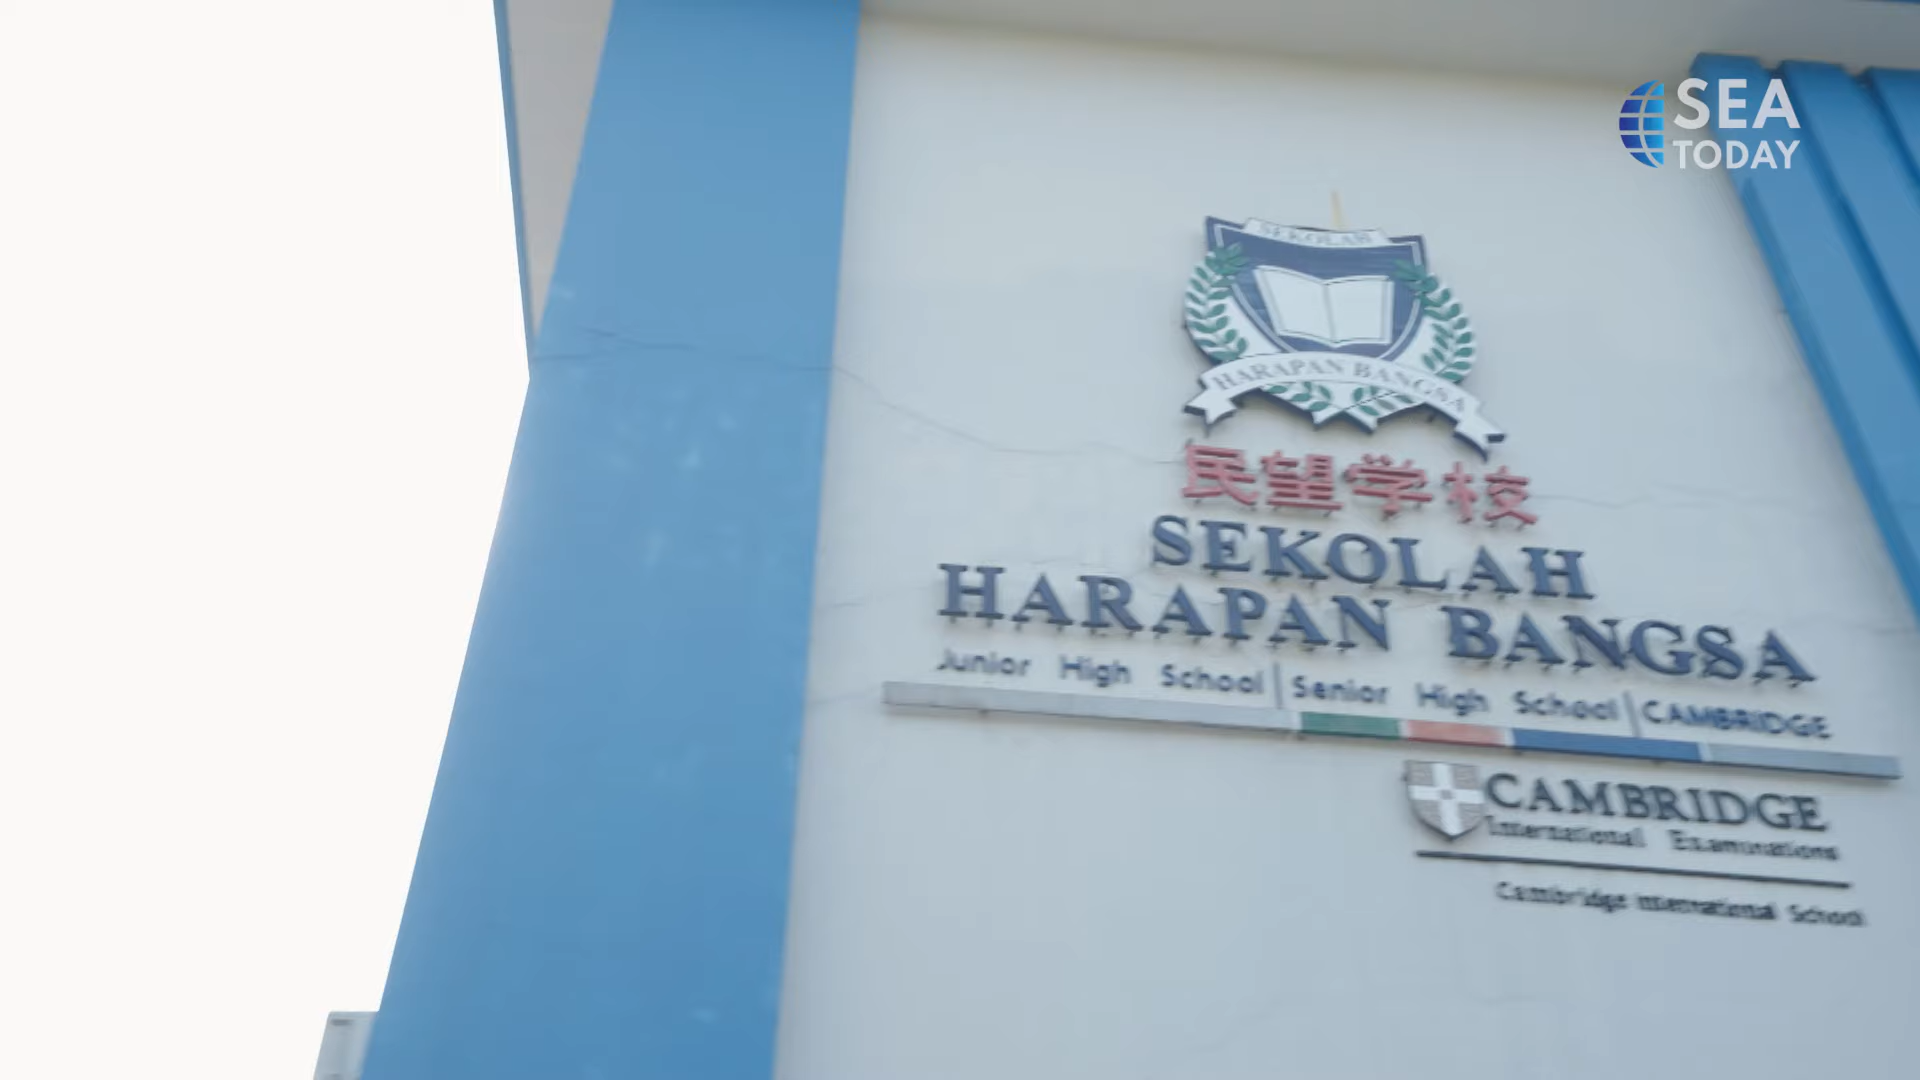 SEA
TODAY
SEKOLAH
HARAPAN BANGSA
民望学校
SEKOLAH
HARAPAN BANGSA
Junior High School | Senior High School | CAMBRIDGE
CAMBRIDGE
International Examinations
Cambridge International School